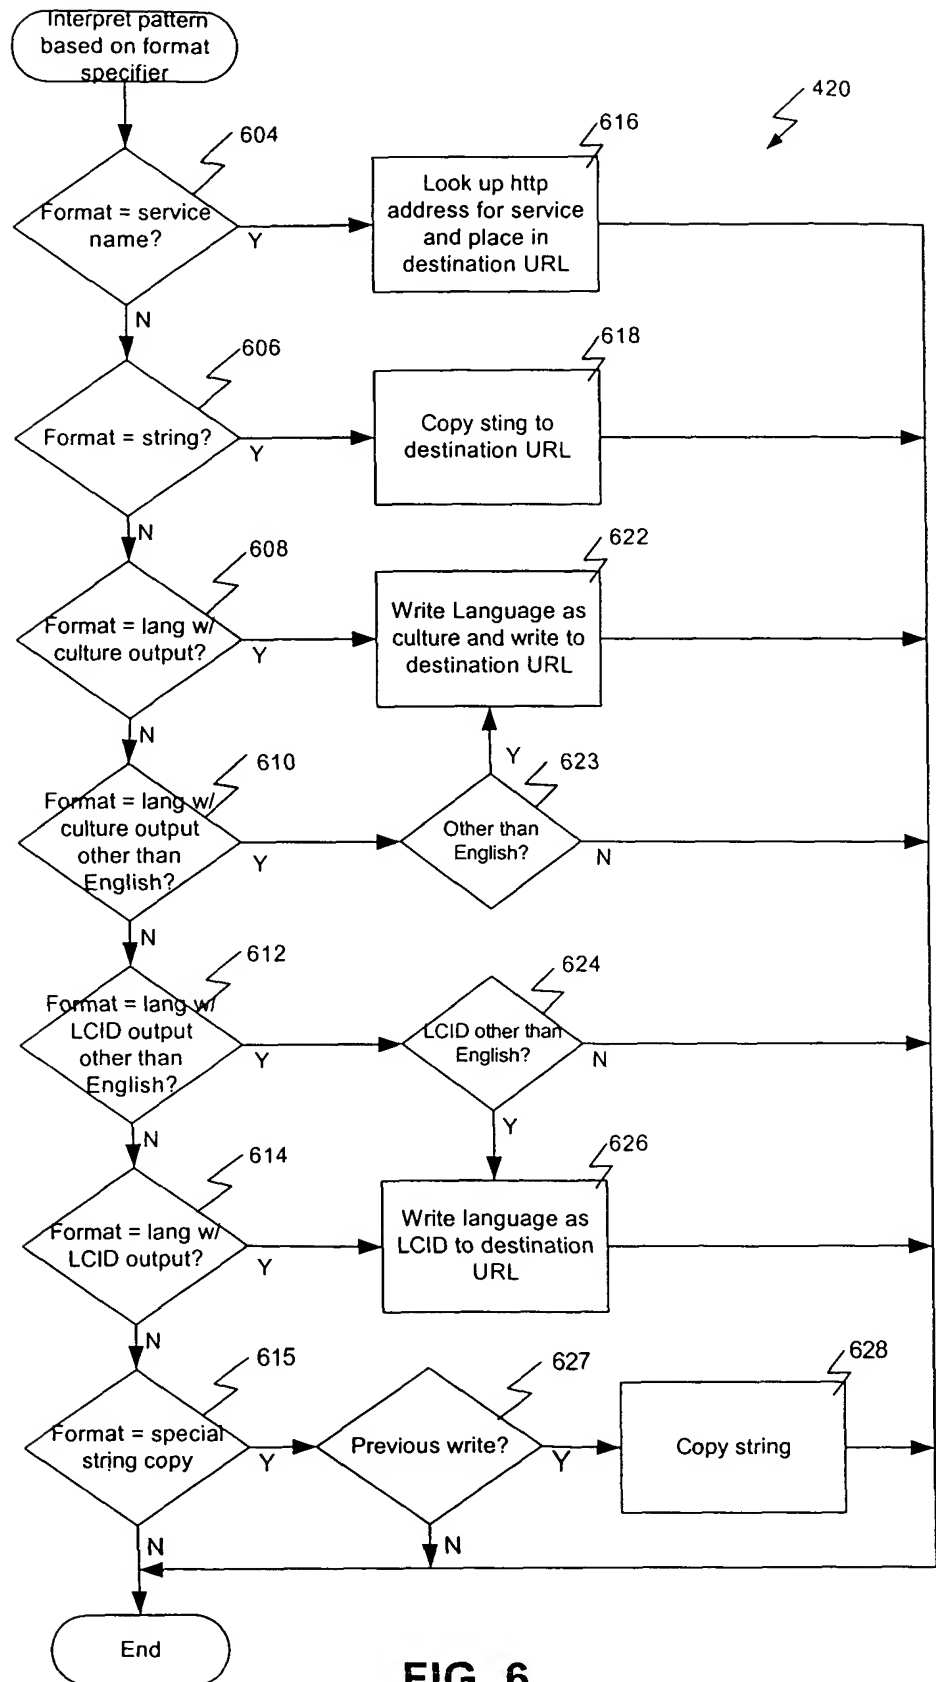 Interpret pattern
based on format
specifier
420
604
616
Format = service
name?
Y
Look up http
address for service
and place in
destination URL
N
606
618
Format = string?
Y
Copy sting to
destination URL
N
608
622
Format = lang w/
culture output?
Y
Write Language as
culture and write to
destination URL
N
Y
610
623
Format = lang w/
culture output
other than
English?
Y
Other than
English?
N
N
612
624
Format = lang w/
LCID output
other than
English?
Y
LCID other than
English?
N
N
Y
614
626
Format = lang w/
LCID output?
Y
Write language as
LCID to destination
URL
N
615
627
628
Format = special
string copy
Y
Previous write?
Y
Copy string
N
N
End
FIG. 6